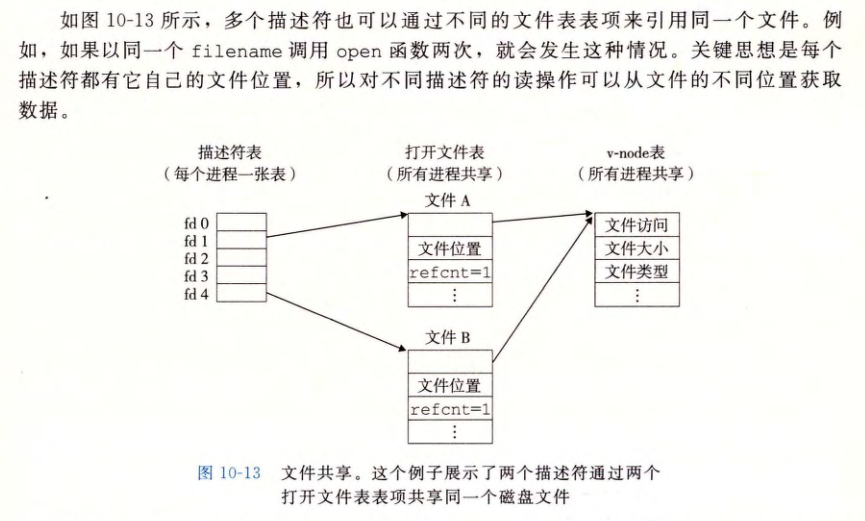 如图 10-13 所示，多个描述符也可以通过不同的文件表表项来引用同一个文件。例
如，如果以同一个 filename 调用 open 函数两次，就会发生这种情况。关键思想是每个
描述符都有它自己的文件位置，所以对不同描述符的读操作可以从文件的不同位置获取
数据。
描述符表
（每个进程一张表）
打开文件表
（所有进程共享）
v-node表
（所有进程共享）
fd 0
fd 1
fd 2
fd 3
fd 4
文件 A
文件位置
refcnt=1
⋮
文件 B
文件位置
refcnt=1
⋮
文件访问
文件大小
文件类型
⋮
图 10-13 文件共享。这个例子展示了两个描述符通过两个
打开文件表表项共享同一个磁盘文件